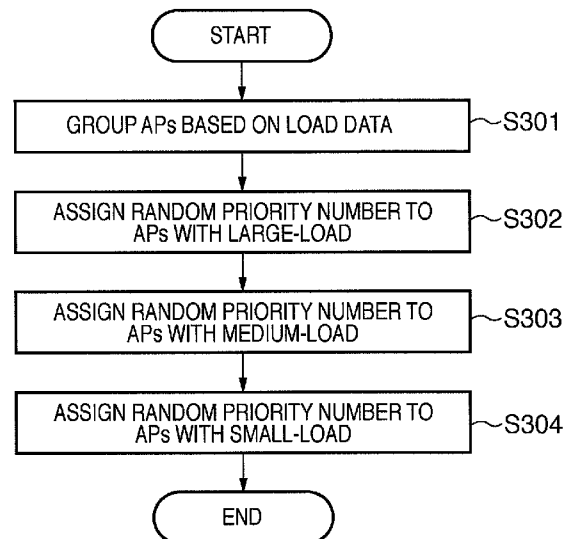 START
GROUP APs BASED ON LOAD DATA
S301
ASSIGN RANDOM PRIORITY NUMBER TO
APs WITH LARGE-LOAD
S302
ASSIGN RANDOM PRIORITY NUMBER TO
APs WITH MEDIUM-LOAD
S303
ASSIGN RANDOM PRIORITY NUMBER TO
APs WITH SMALL-LOAD
S304
END